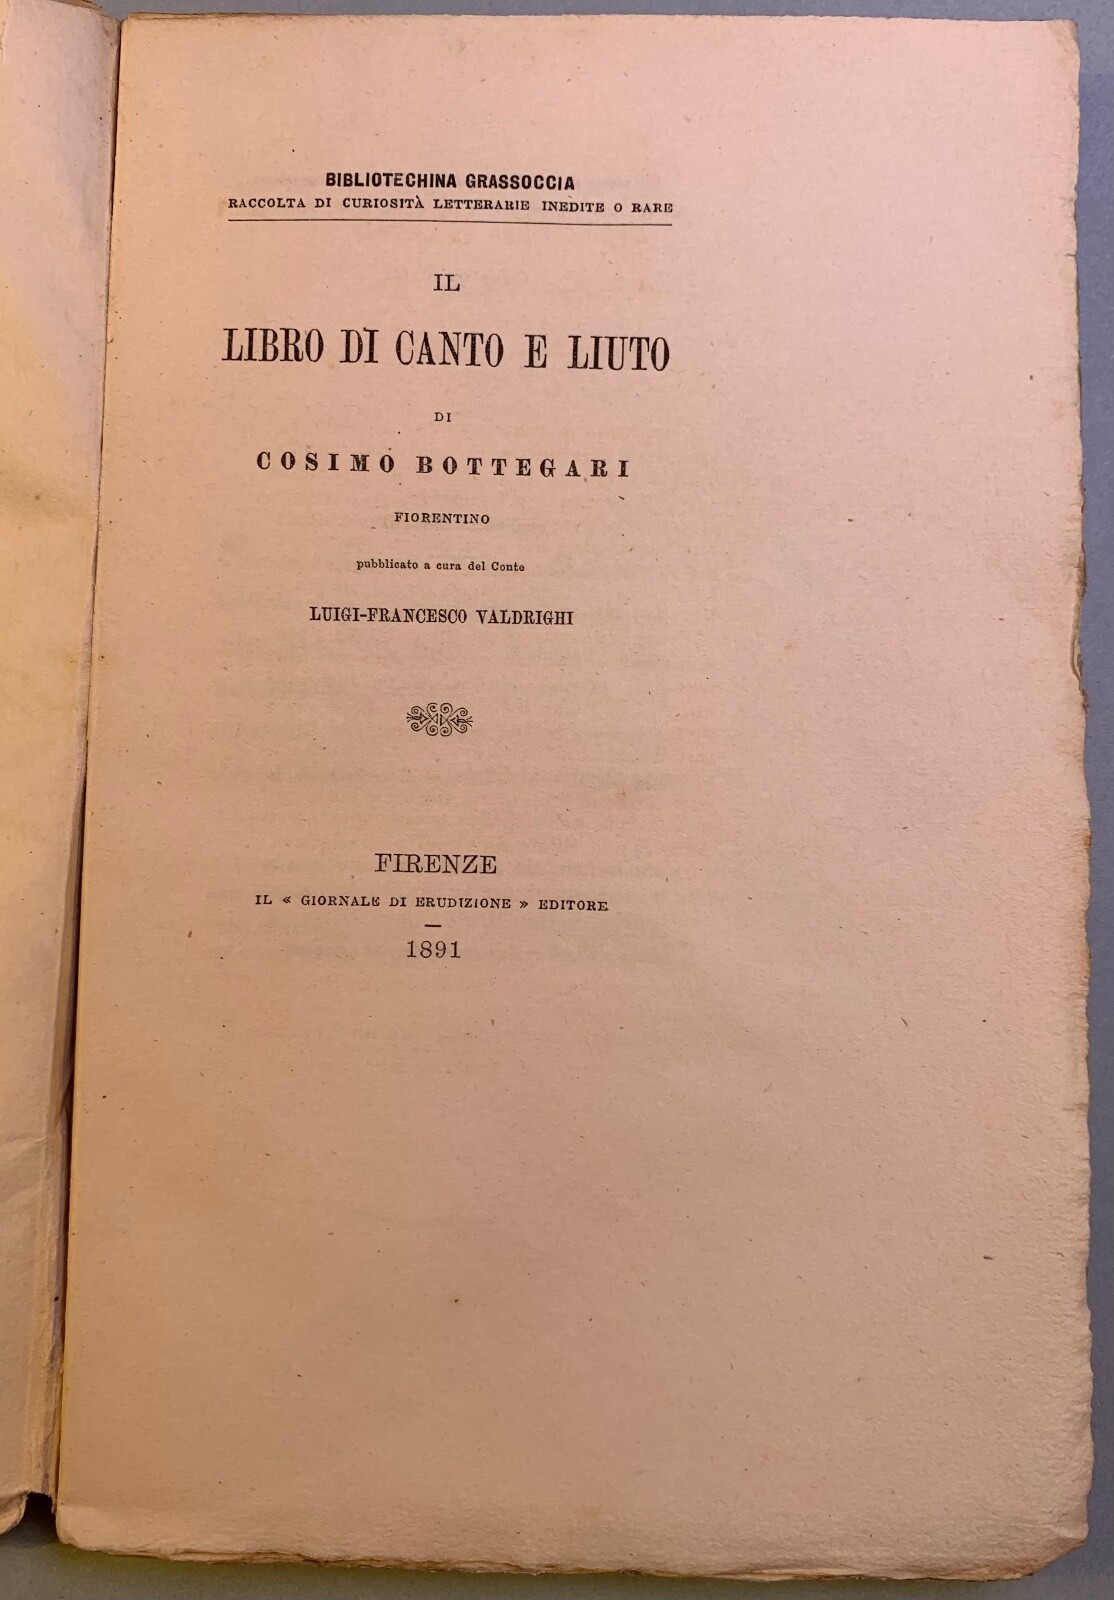 BIBLIOTECHINA GRASSOCCIA
RACCOLTA DI CURIOSITÀ LETTERARIE INEDITE O RARE
IL
LIBRO DI CANTO E LIUTO
DI
COSIMO BOTTEGARI
FIORENTINO
pubblicato a cura del Conte
LUIGI-FRANCESCO VALDRIGHI
FIRENZE
IL « GIORNALE DI ERUDIZIONE » EDITORE
1891